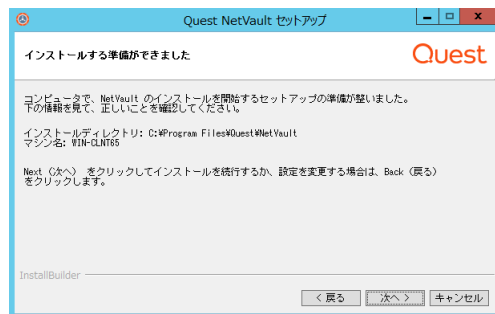 Quest NetVault セットアップ
インストールする準備ができました
Quest
コンピュータで、NetVault のインストールを開始するセットアップの準備が整いました。
下の情報を見て、正しいことを確認してください。
インストールディレクトリ: C:¥Program Files¥Quest¥NetVault
マシン名: WIN-CLNT65
Next（次へ） をクリックしてインストールを続行するか、設定を変更する場合は、Back（戻る）
をクリックします。
InstallBuilder
< 戻る
次へ >
キャンセル